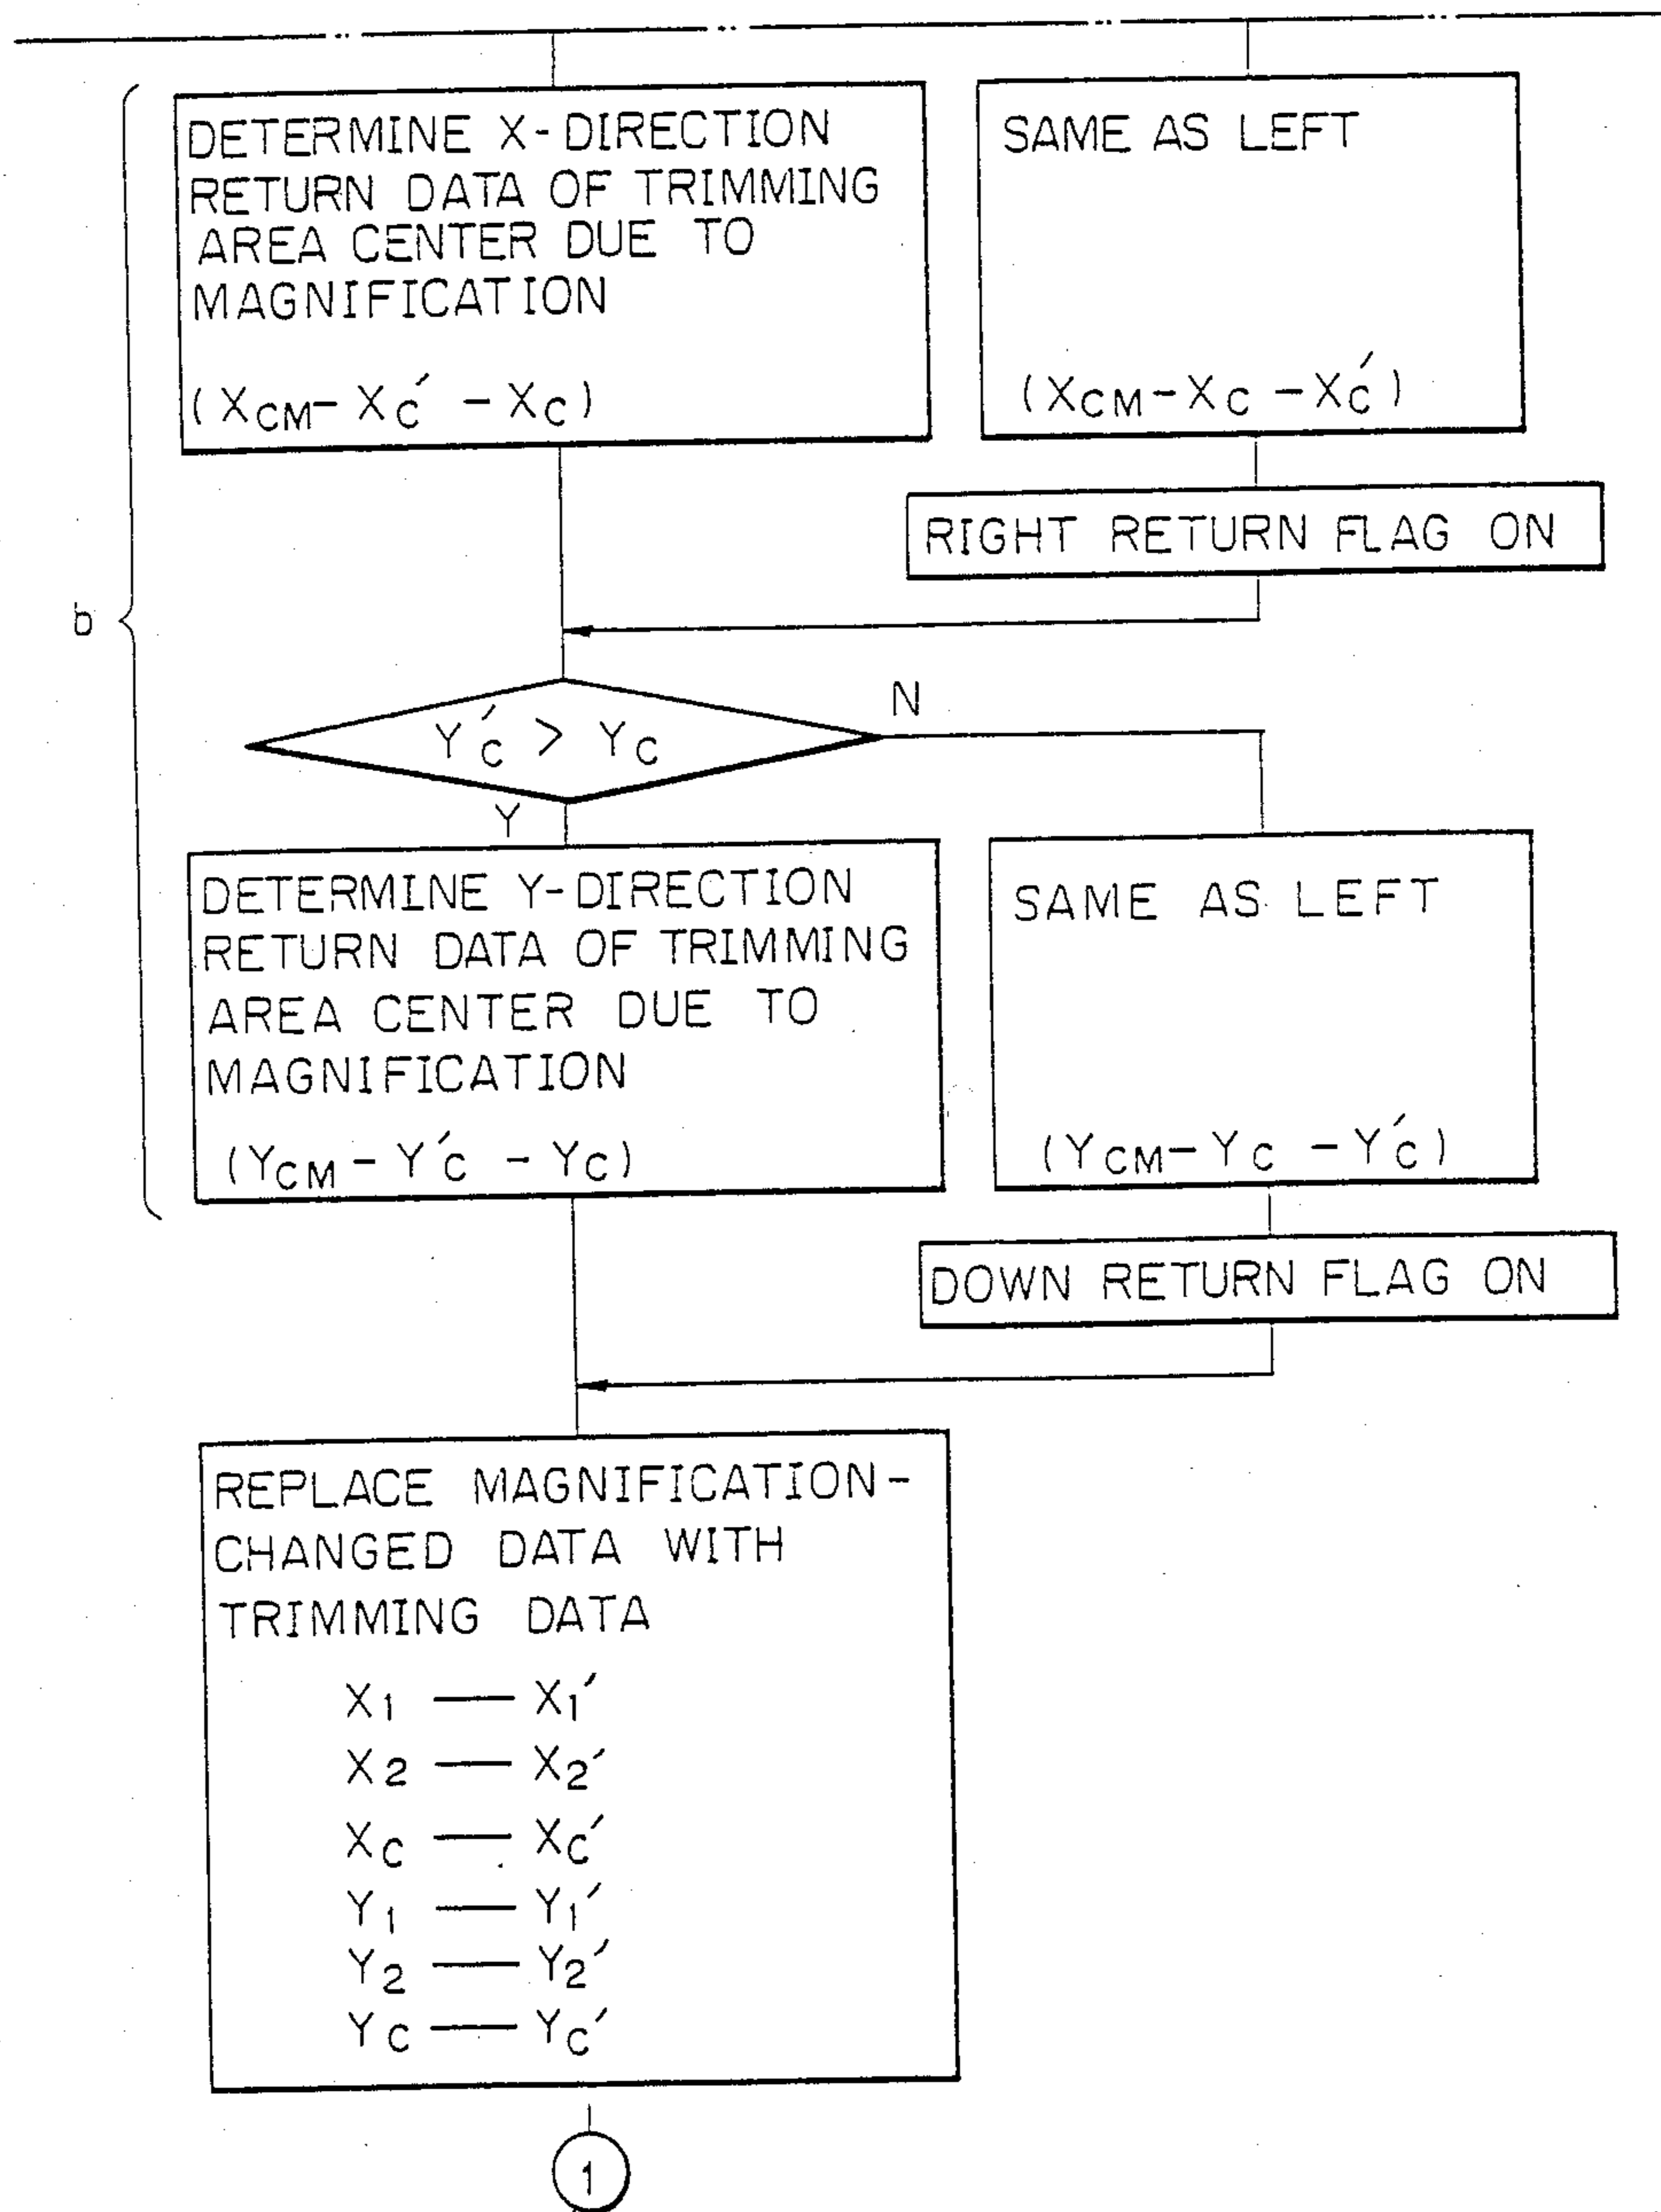 DETERMINE X-DIRECTION
RETURN DATA OF TRIMMING
AREA CENTER DUE TO
MAGNIFICATION
(XCM-XC′-XC)
SAME AS LEFT
(XCM-XC-XC′)
RIGHT RETURN FLAG ON
b
Y′C > YC
N
Y
DETERMINE Y-DIRECTION
RETURN DATA OF TRIMMING
AREA CENTER DUE TO
MAGNIFICATION
(YCM-Y′C-YC)
SAME AS LEFT
(YCM-YC-Y′C)
DOWN RETURN FLAG ON
REPLACE MAGNIFICATION-
CHANGED DATA WITH
TRIMMING DATA
X1 — X1′
X2 — X2′
XC — XC′
Y1 — Y1′
Y2 — Y2′
YC — YC′
1